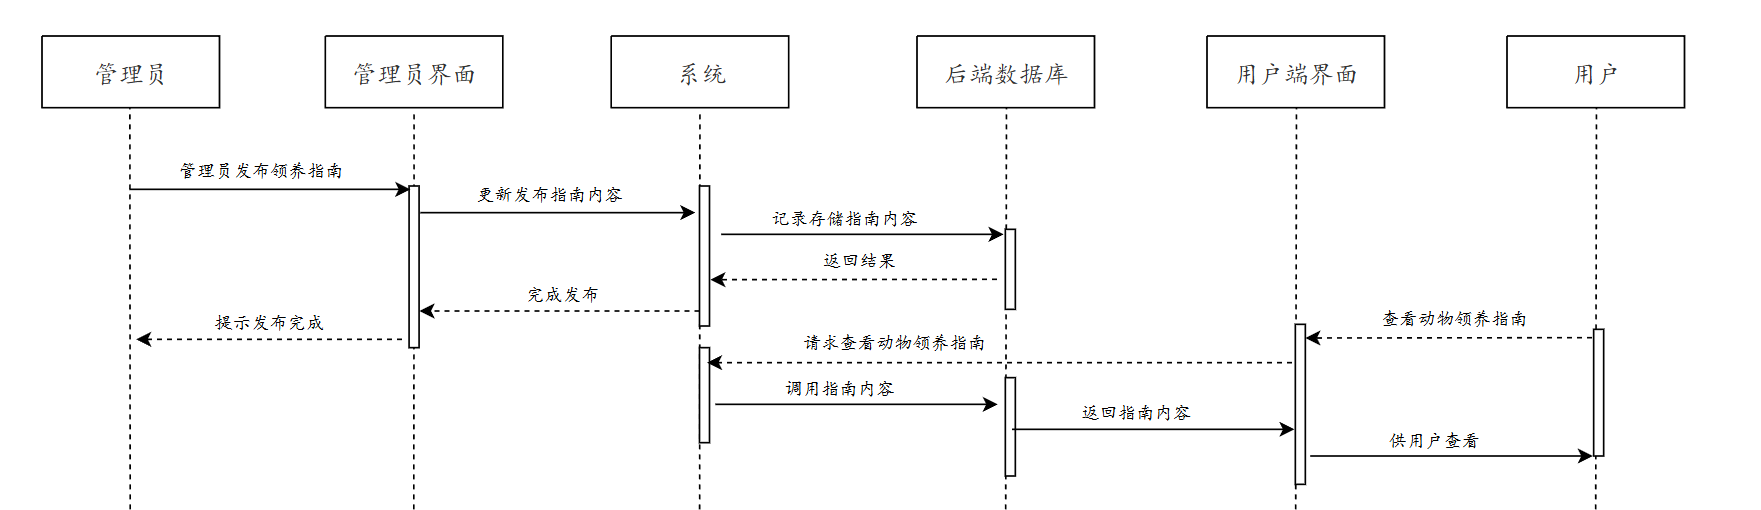 管理员
管理员界面
系统
后端数据库
用户端界面
用户
管理员发布领养指南
更新发布指南内容
记录存储指南内容
返回结果
完成发布
提示发布完成
查看动物领养指南
请求查看动物领养指南
调用指南内容
返回指南内容
供用户查看